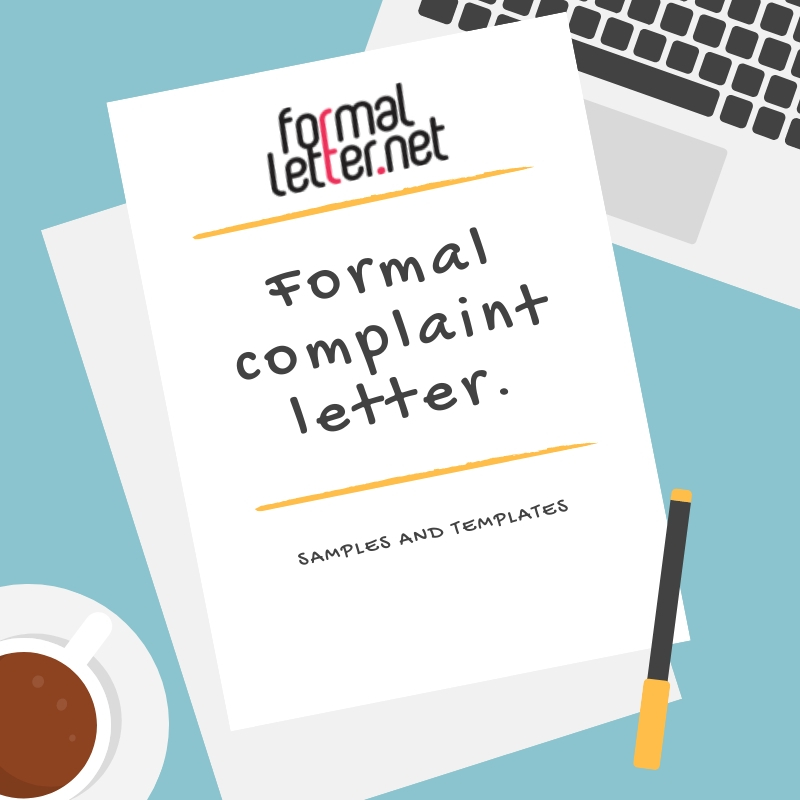 formal
letter.net
Formal
complaint
letter.
SAMPLES AND TEMPLATES